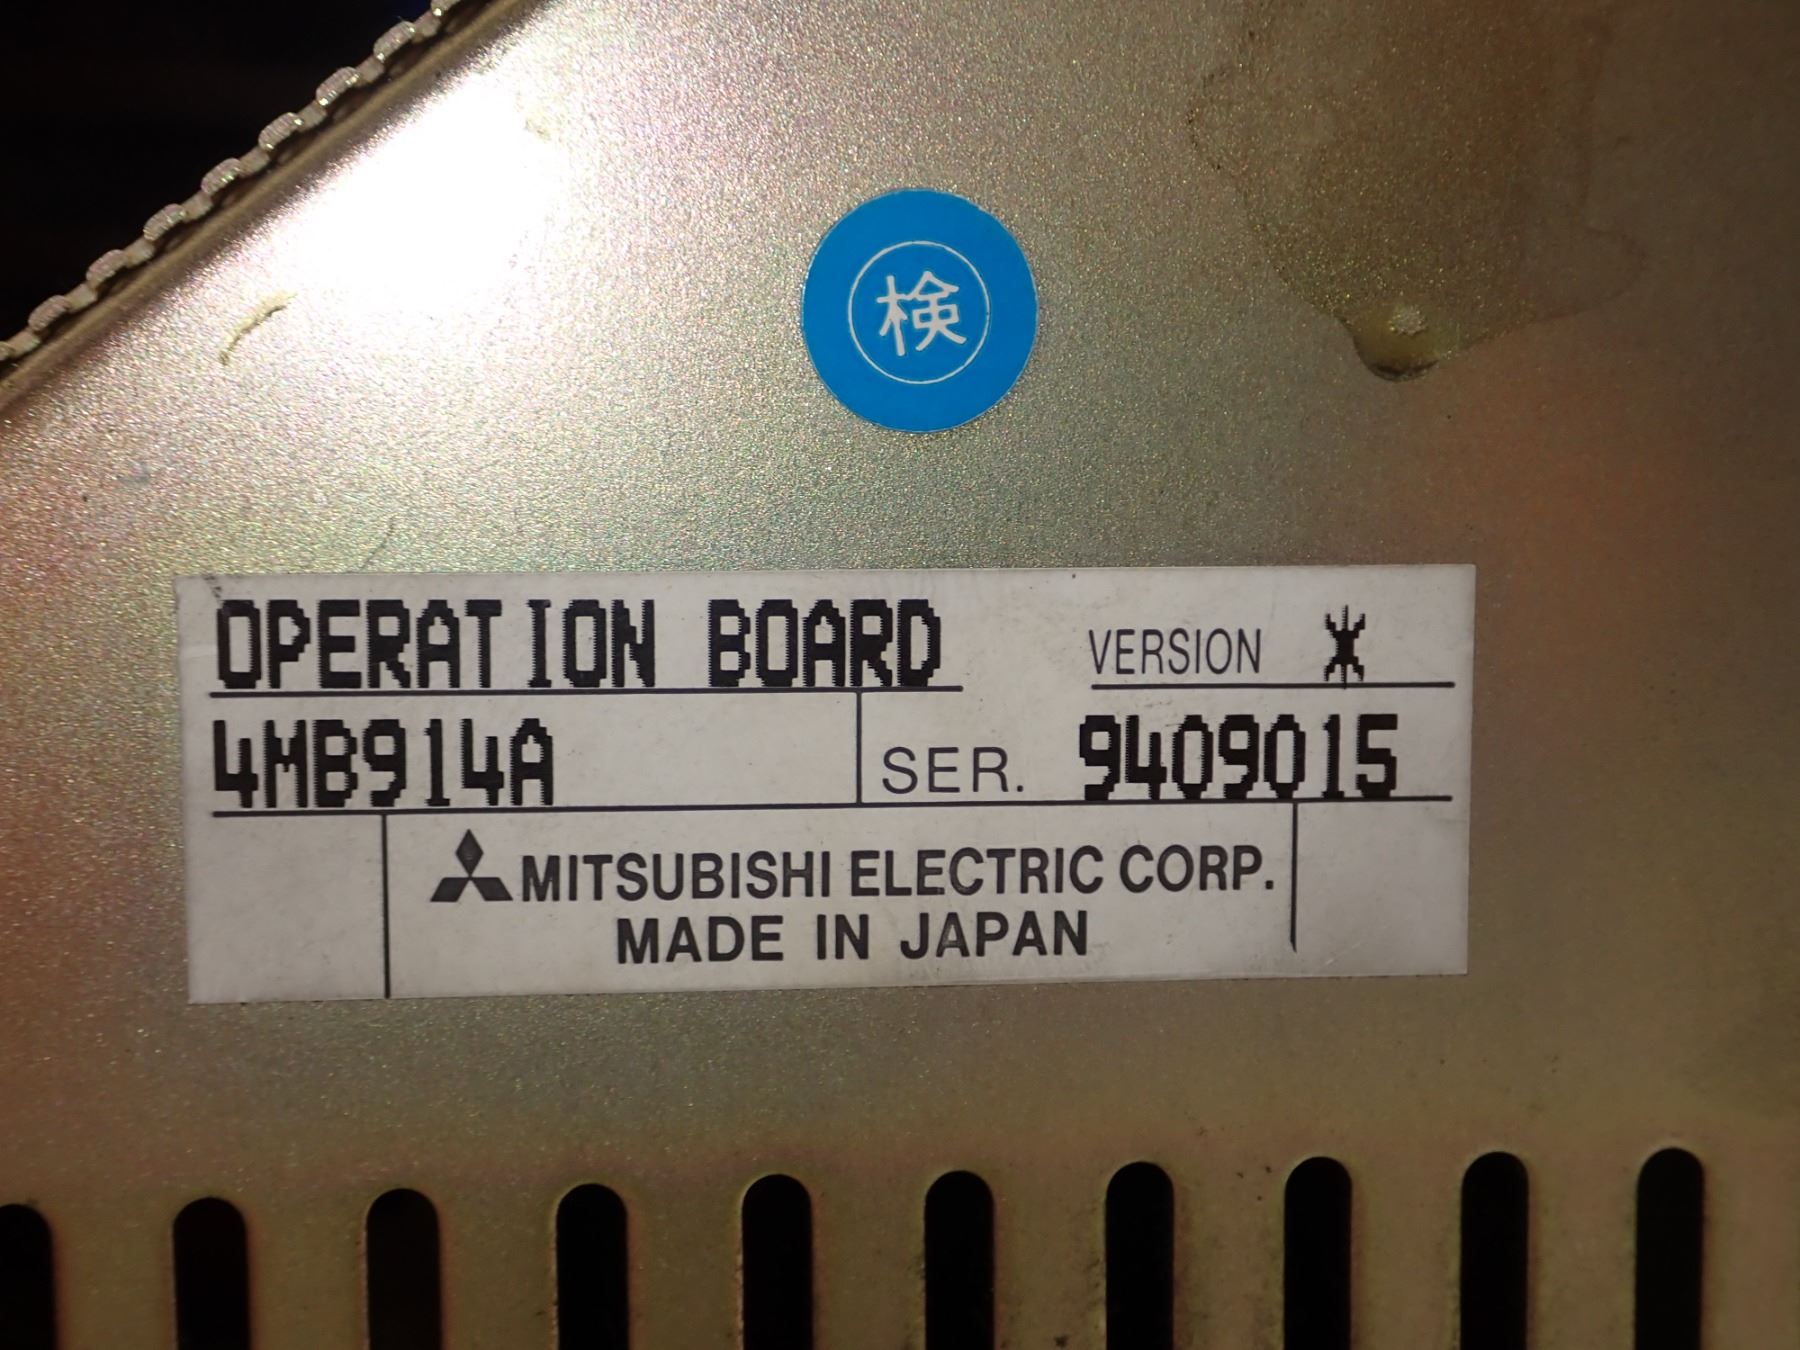 検
OPERATION BOARD VERSION *
4MB914A SER. 9409015
MITSUBISHI ELECTRIC CORP.
MADE IN JAPAN